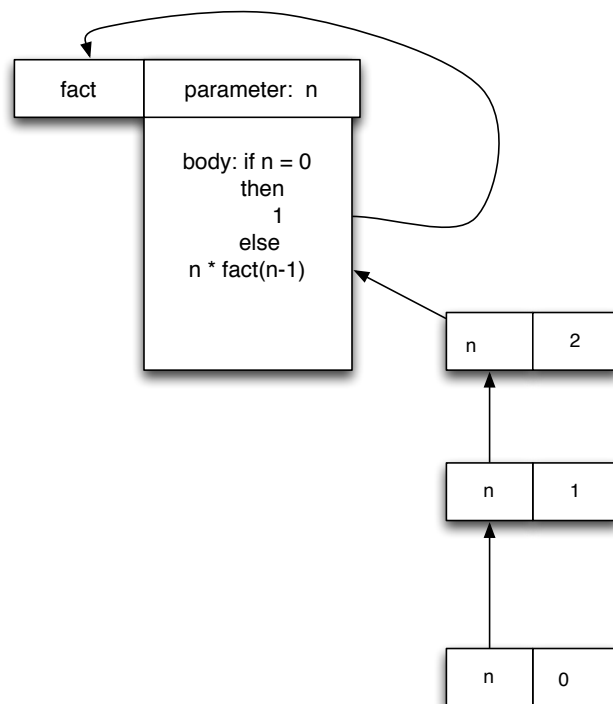 fact parameter: n
body: if n = 0
then
1
else
n * fact(n-1)
n 2
n 1
n 0